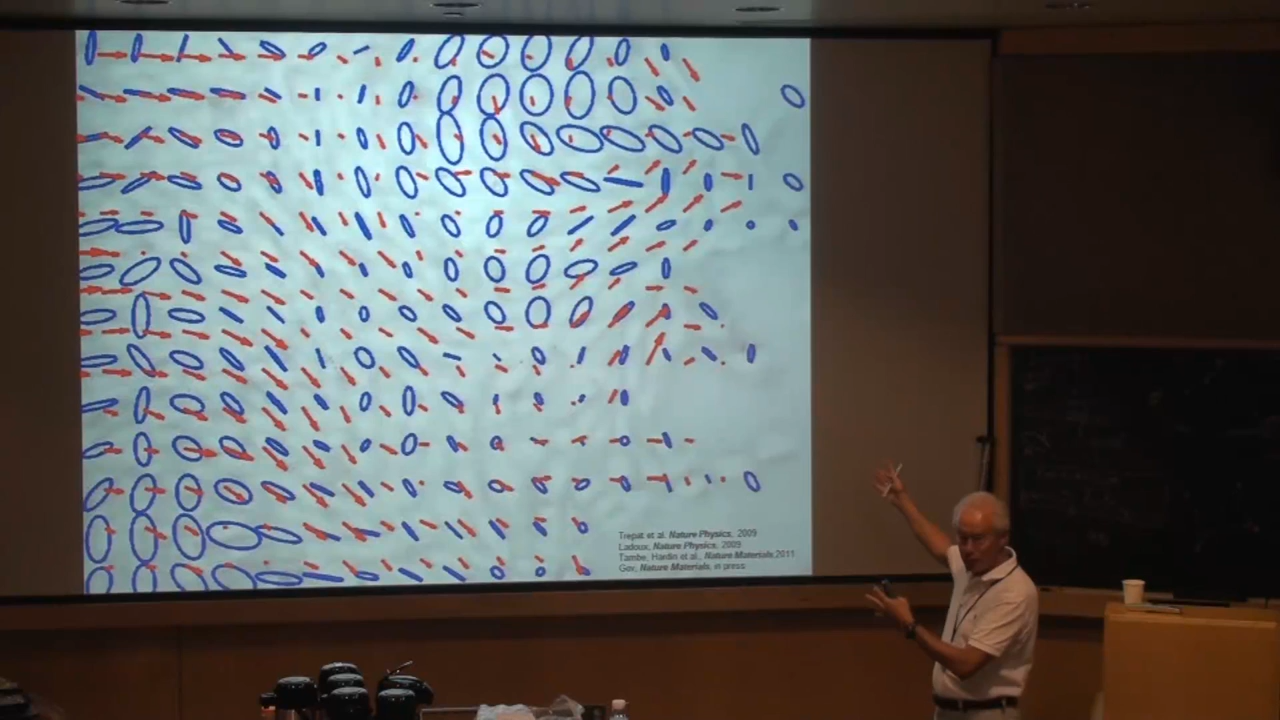 Trepat et al. Nature Physics, 2009
Ladoux, Nature Physics, 2009
Tambe, Hardin et al., Nature Materials, 2011
Gov, Nature Materials, in press